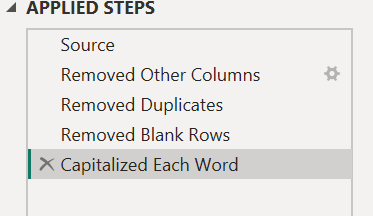 APPLIED STEPS
Source
Removed Other Columns
Removed Duplicates
Removed Blank Rows
Capitalized Each Word